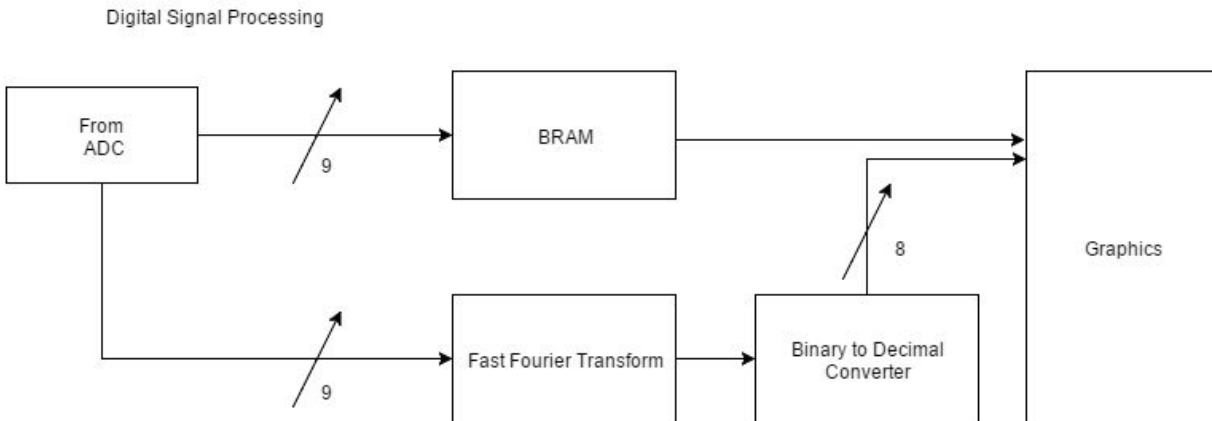 Digital Signal Processing
From
ADC
9
BRAM
8
Graphics
9
Fast Fourier Transform
Binary to Decimal
Converter